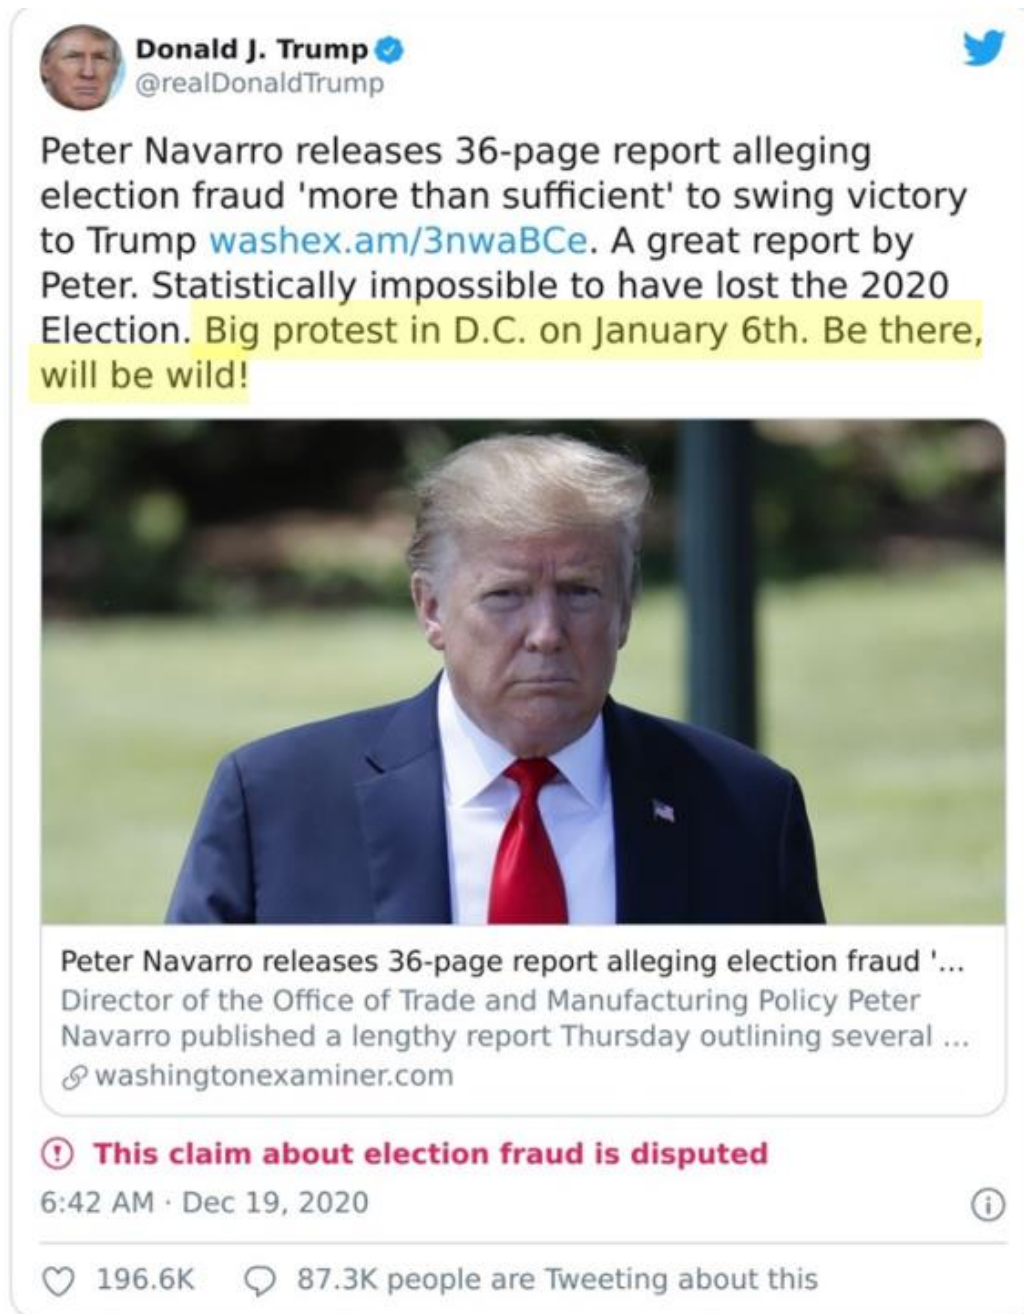 Donald J. Trump
@realDonaldTrump
Peter Navarro releases 36-page report alleging
election fraud 'more than sufficient' to swing victory
to Trump washex.am/3nwaBCe. A great report by
Peter. Statistically impossible to have lost the 2020
Election. Big protest in D.C. on January 6th. Be there,
will be wild!
Peter Navarro releases 36-page report alleging election fraud '...
Director of the Office of Trade and Manufacturing Policy Peter
Navarro published a lengthy report Thursday outlining several ...
washingtonexaminer.com
This claim about election fraud is disputed
6:42 AM · Dec 19, 2020
196.6K 87.3K people are Tweeting about this